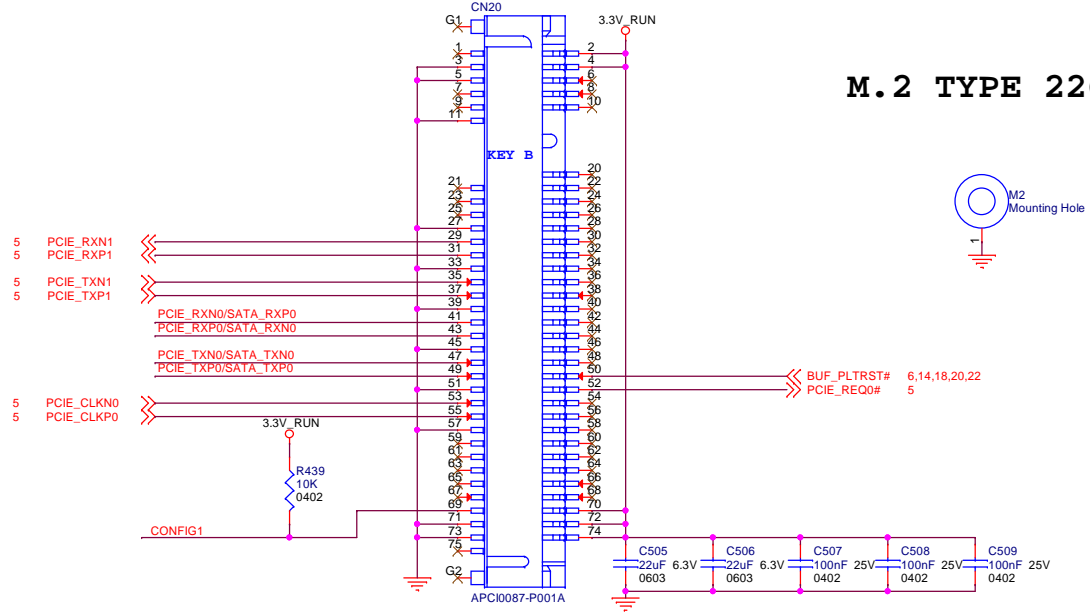 CN20
G1
3.3V_RUN
M.2 TYPE 22
1 2
3 4
5 6
7 8
9 10
11
KEY B
20
21 22
23 24
25 26
27 28
5 PCIE_RXN1 29 30
5 PCIE_RXP1 31 32
33 34
5 PCIE_TXN1 35 36
5 PCIE_TXP1 37 38
39 40
PCIE_RXN0/SATA_RXP0 41 42
PCIE_RXP0/SATA_RXN0 43 44
45 46
PCIE_TXN0/SATA_TXN0 47 48
PCIE_TXP0/SATA_TXP0 49 50 BUF_PLTRST# 6,14,18,20,22
51 52 PCIE_REQ0# 5
5 PCIE_CLKN0 53 54
5 PCIE_CLKP0 55 56
57 58
59 60
61 62
63 64
65 66
67 68
69 70
71 72
73 74
75
G2
APCI0087-P001A
M2
Mounting Hole
1
3.3V_RUN
R439
10K
0402
CONFIG1
C505
22uF 6.3V
0603
C506
22uF 6.3V
0603
C507
100nF 25V
0402
C508
100nF 25V
0402
C509
100nF 25V
0402